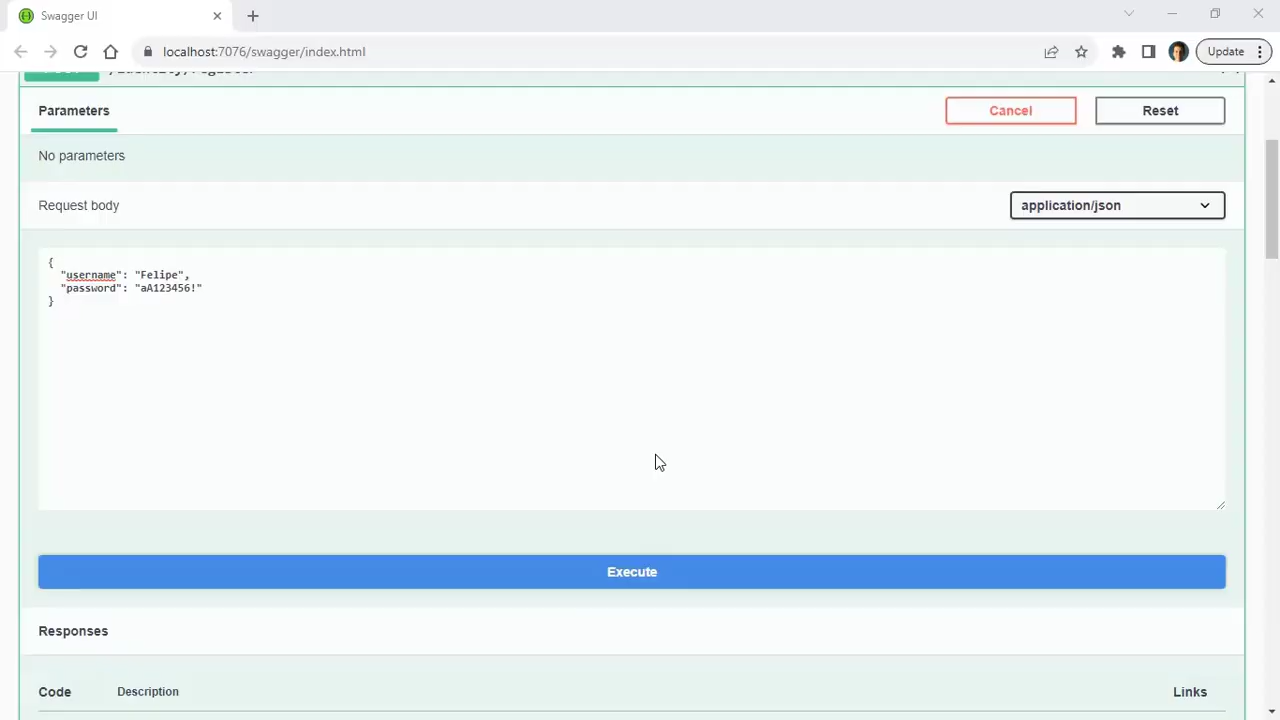 Swagger UI
localhost:7076/swagger/index.html
Update
Parameters
Cancel
Reset
No parameters
Request body
application/json
{
"username": "Felipe",
"password": "aA123456!"
}
Execute
Responses
Code
Description
Links